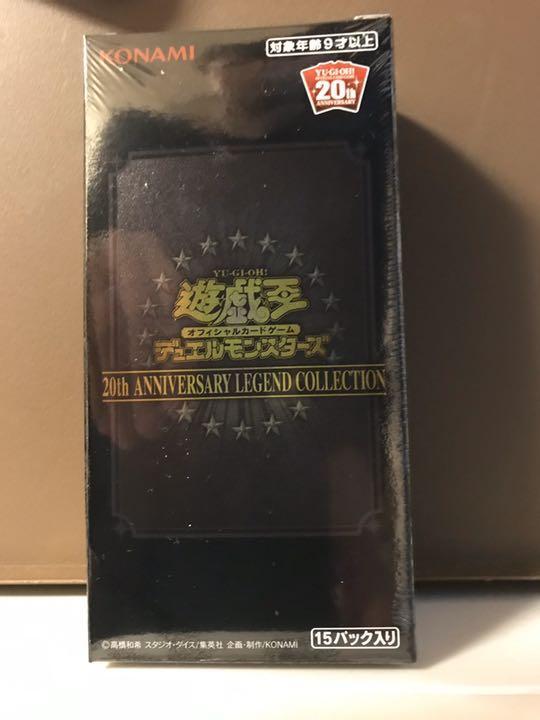 KONAMI
対象年齢9才以上
YU-GI-OH!
20th
ANNIVERSARY
YU-GI-OH!
遊戯王
オフィシャルカードゲーム
デュエルモンスターズ
20th ANNIVERSARY LEGEND COLLECTION
©高橋和希 スタジオ・ダイス/集英社 企画・制作/KONAMI
15パック入り